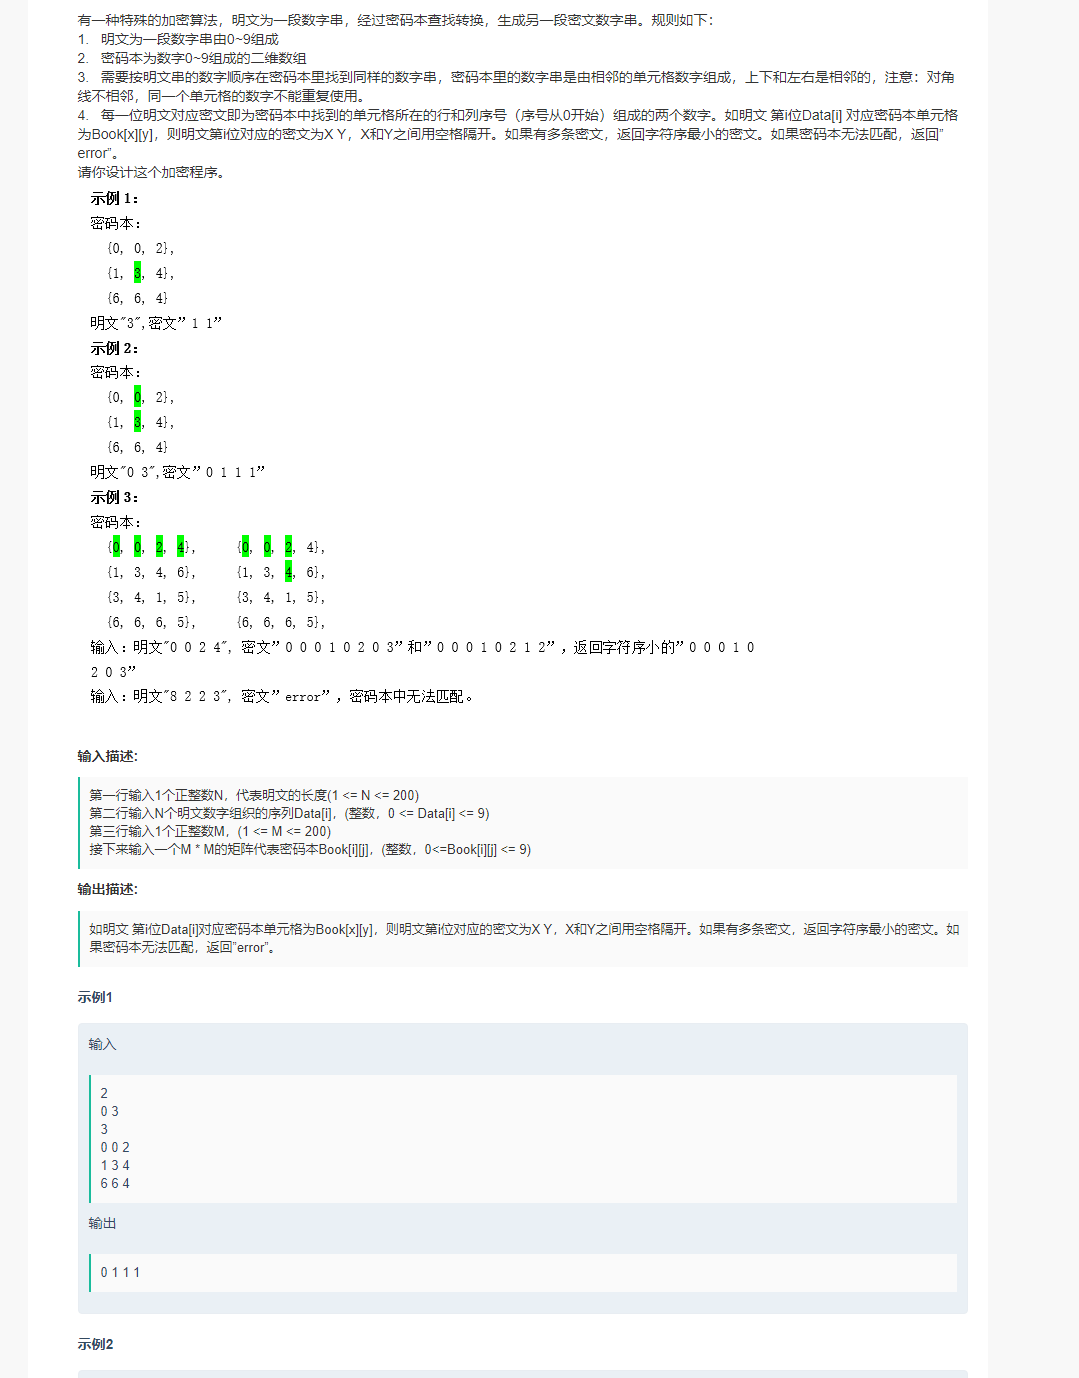 有一种特殊的加密算法，明文为一段数字串，经过密码本查找转换，生成另一段密文数字串。规则如下：
1. 明文为一段数字串由0~9组成
2. 密码本为数字0~9组成的二维数组
3. 需要按明文串的数字顺序在密码本里找到同样的数字串，密码本里的数字串是由相邻的单元格数字组成，上下和左右是相邻的，注意：对角
线不相邻，同一个单元格的数字不能重复使用。
4. 每一位明文对应密文即为密码本中找到的单元格所在的行和列序号（序号从0开始）组成的两个数字。如明文 第i位Data[i] 对应密码本单元格
为Book[x][y]，则明文第i位对应的密文为X Y，X和Y之间用空格隔开。如果有多条密文，返回字符序最小的密文。如果密码本无法匹配，返回"
error"。
请你设计这个加密程序。
示例 1：
密码本：
{0, 0, 2},
{1, 3, 4},
{6, 6, 4}
明文"3",密文" 1 1"
示例 2：
密码本：
{0, 0, 2},
{1, 3, 4},
{6, 6, 4}
明文"0 3",密文" 0 1 1 1"
示例 3：
密码本：
{0, 0, 2, 4}, {0, 0, 2, 4},
{1, 3, 4, 6}, {1, 3, 4, 6},
{3, 4, 1, 5}, {3, 4, 1, 5},
{6, 6, 6, 5}, {6, 6, 6, 5},
输入：明文"0 0 2 4"，密文" 0 0 0 1 0 2 0 3" 和" 0 0 0 1 0 2 1 2" ，返回字符序小的" 0 0 0 1 0
2 0 3"
输入：明文"8 2 2 3"，密文" error" ，密码本中无法匹配。
输入描述:
第一行输入1个正整数N，代表明文的长度(1 <= N <= 200)
第二行输入N个明文数字组织的序列Data[i]，(整数，0 <= Data[i] <= 9)
第三行输入1个正整数M，(1 <= M <= 200)
接下来输入一个M * M的矩阵代表密码本Book[i][j]，(整数，0<=Book[i][j] <= 9)
输出描述:
如明文 第i位Data[i]对应密码本单元格为Book[x][y]，则明文第i位对应的密文为X Y，X和Y之间用空格隔开。如果有多条密文，返回字符序最小的密文。如
果密码本无法匹配，返回"error"。
示例1
输入
2
0 3
3
0 0 2
1 3 4
6 6 4
输出
0 1 1 1
示例2